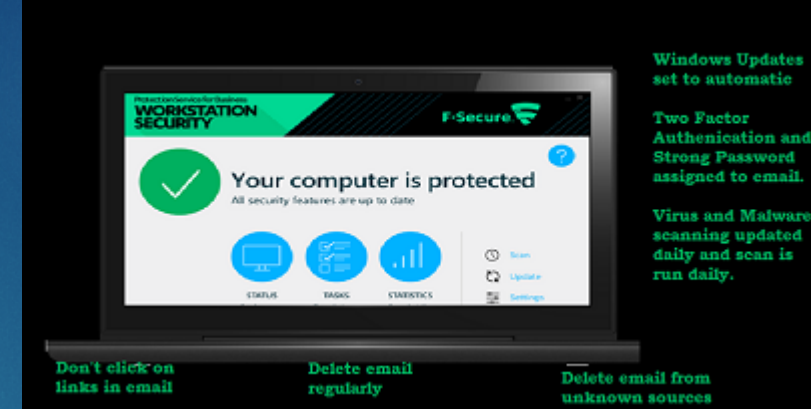 Protection Service for Business
WORKSTATION
SECURITY
F-Secure
?
Your computer is protected
All security features are up to date
STATUS
TASKS
STATISTICS
Scan
Update
Settings
Windows Updates
set to automatic
Two Factor
Authenication and
Strong Password
assigned to email.
Virus and Malware
scanning updated
daily and scan is
run daily.
Don't click on
links in email
Delete email
regularly
Delete email from
unknown sources